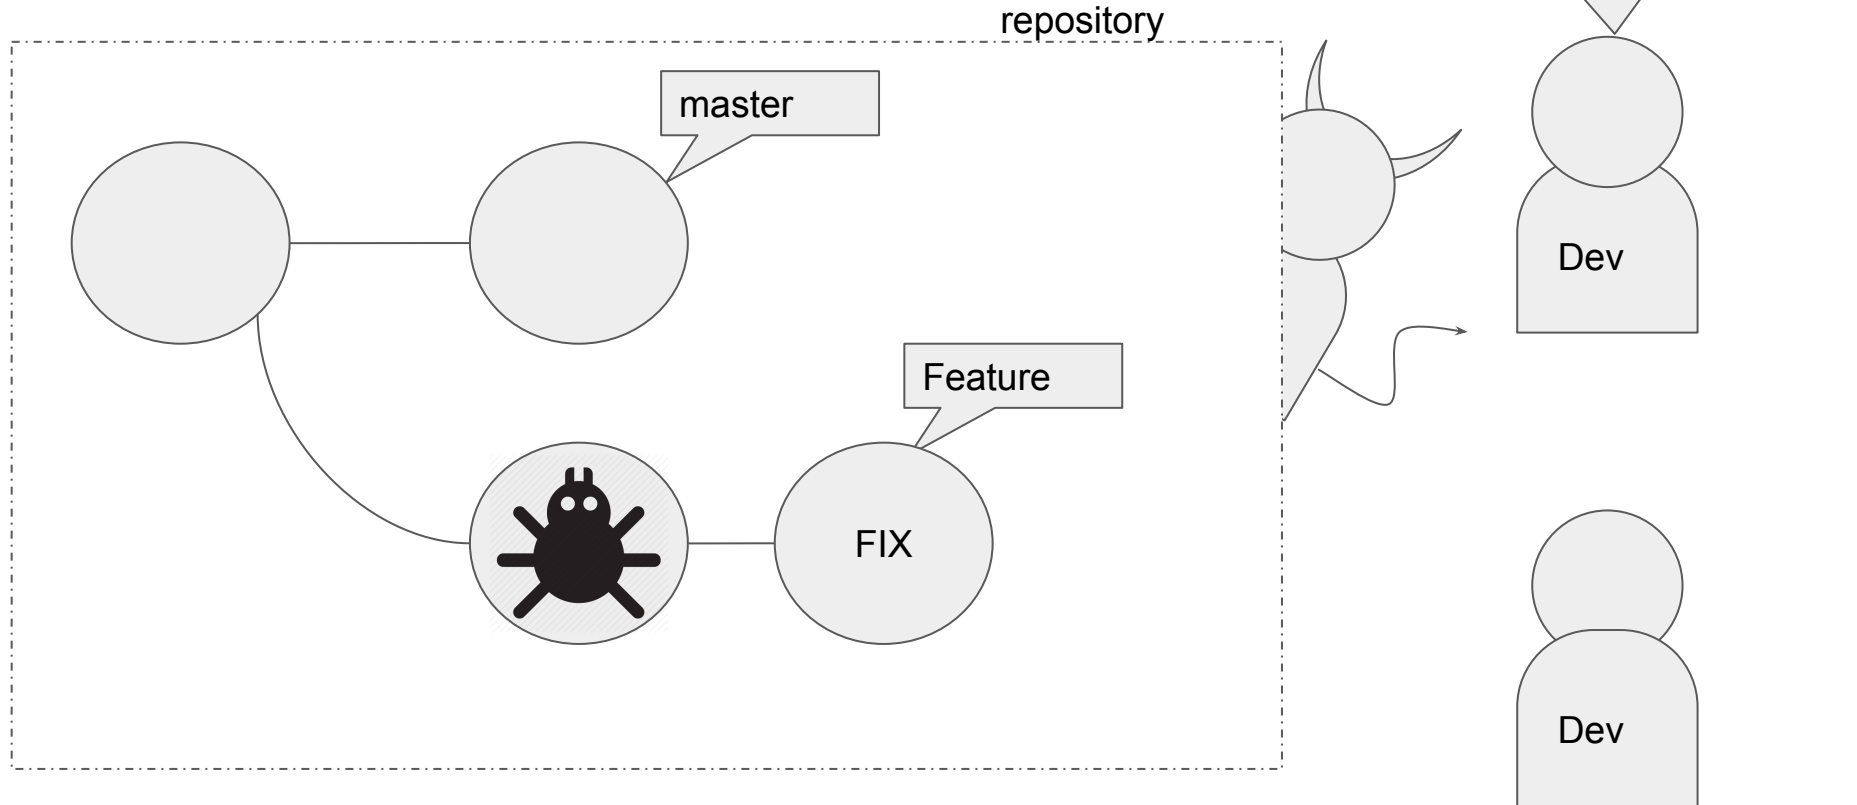 repository
master
Dev
Feature
FIX
Dev